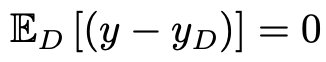 𝔼_D [(y − y_D)] = 0